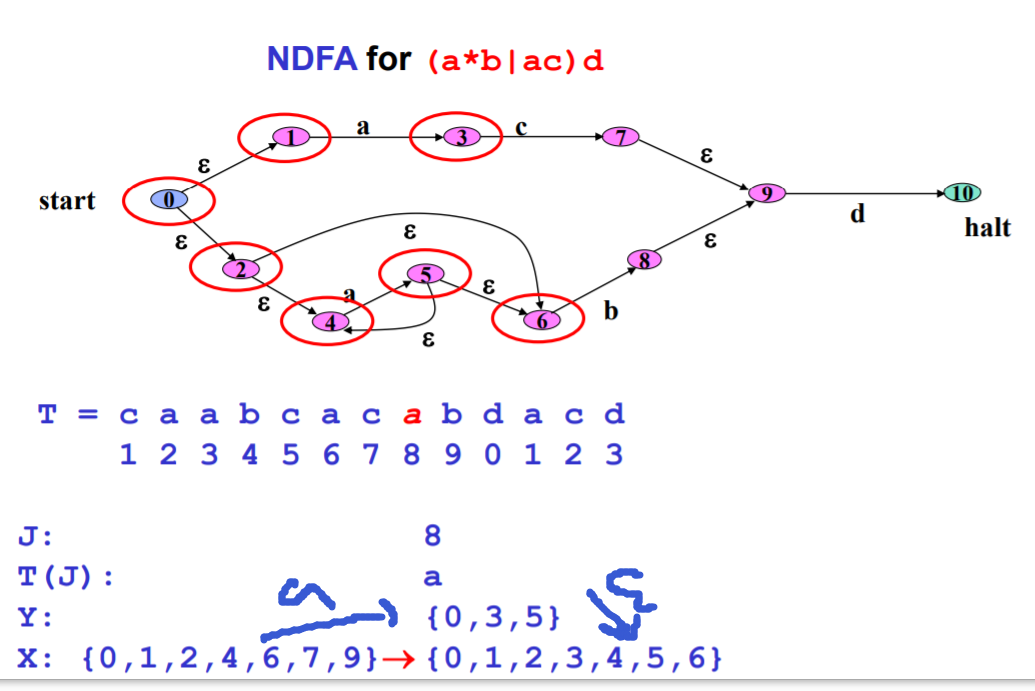 NDFA for (a*b|ac)d
1 a 3 c 7
ε ε
start 0 9 d 10
halt
ε ε ε
2 5 ε 8
ε a b
4 6
ε
T = c a a b c a c a b d a c d
1 2 3 4 5 6 7 8 9 0 1 2 3
J: 8
T(J): a
Y: {0,3,5}
X: {0,1,2,4,6,7,9}→{0,1,2,3,4,5,6}